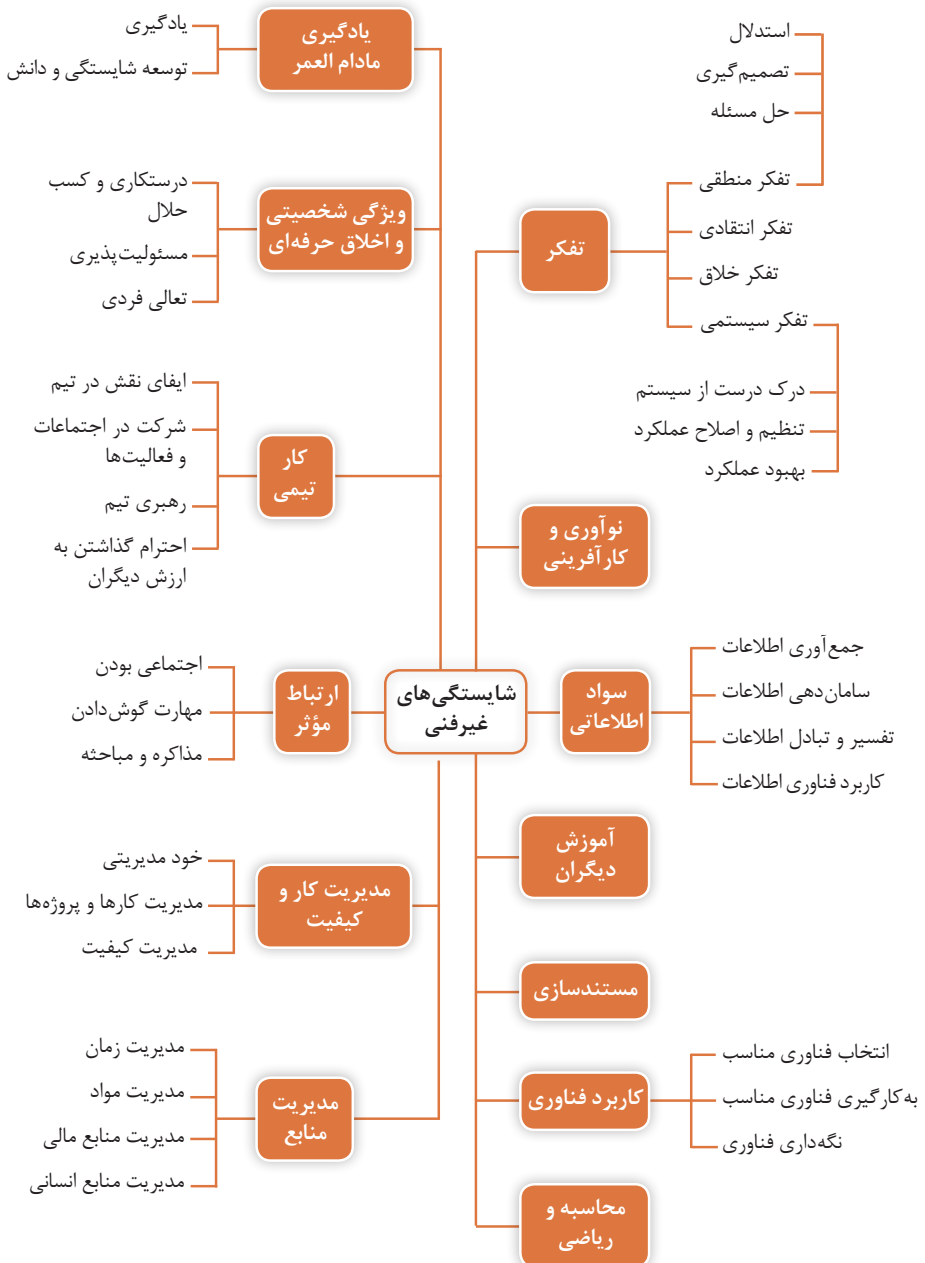 شایستگی‌های
غیرفنی
تفکر
تفکر منطقی
استدلال
تصمیم‌گیری
حل مسئله
تفکر انتقادی
تفکر خلاق
تفکر سیستمی
درک درست از سیستم
تنظیم و اصلاح عملکرد
بهبود عملکرد
نوآوری و
کارآفرینی
سواد
اطلاعاتی
جمع‌آوری اطلاعات
سامان‌دهی اطلاعات
تفسیر و تبادل اطلاعات
کاربرد فناوری اطلاعات
آموزش
دیگران
مستندسازی
کاربرد فناوری
انتخاب فناوری مناسب
به‌کارگیری فناوری مناسب
نگه‌داری فناوری
محاسبه و
ریاضی
یادگیری
مادام العمر
یادگیری
توسعه شایستگی و دانش
ویژگی شخصیتی
و اخلاق حرفه‌ای
درستکاری و کسب
حلال
مسئولیت‌پذیری
تعالی فردی
کار
تیمی
ایفای نقش در تیم
شرکت در اجتماعات
و فعالیت‌ها
رهبری تیم
احترام گذاشتن به
ارزش دیگران
ارتباط
مؤثر
اجتماعی بودن
مهارت گوش‌دادن
مذاکره و مباحثه
مدیریت کار و
کیفیت
خود مدیریتی
مدیریت کارها و پروژه‌ها
مدیریت کیفیت
مدیریت
منابع
مدیریت زمان
مدیریت مواد
مدیریت منابع مالی
مدیریت منابع انسانی